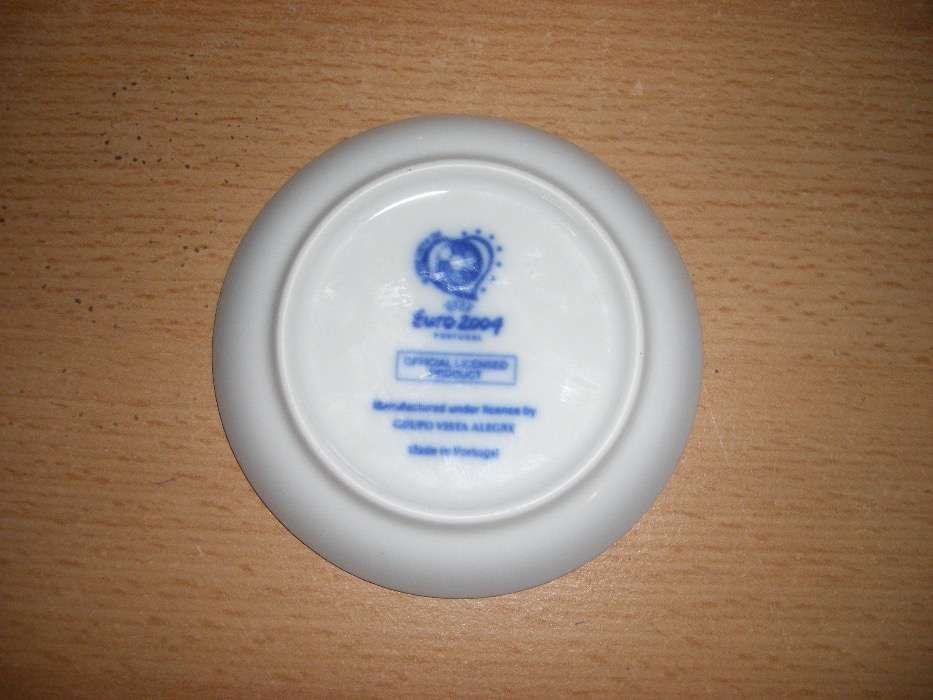 Euro 2004
PORTUGAL
OFFICIAL LICENSED
PRODUCT
Manufactured under licence by
GRUPO VISTA ALEGRE
Made in Portugal